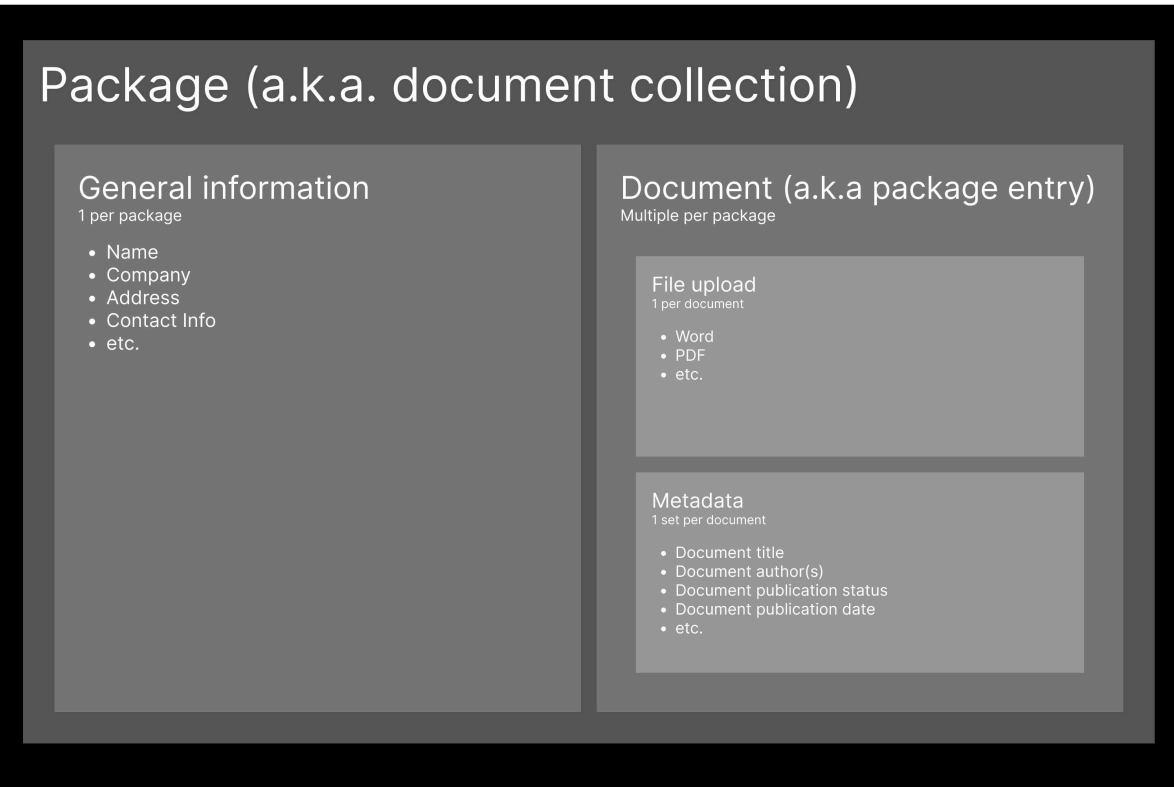 Package (a.k.a. document collection)
General information
1 per package
• Name
• Company
• Address
• Contact Info
• etc.
Document (a.k.a package entry)
Multiple per package
File upload
1 per document
• Word
• PDF
• etc.
Metadata
1 set per document
• Document title
• Document author(s)
• Document publication status
• Document publication date
• etc.